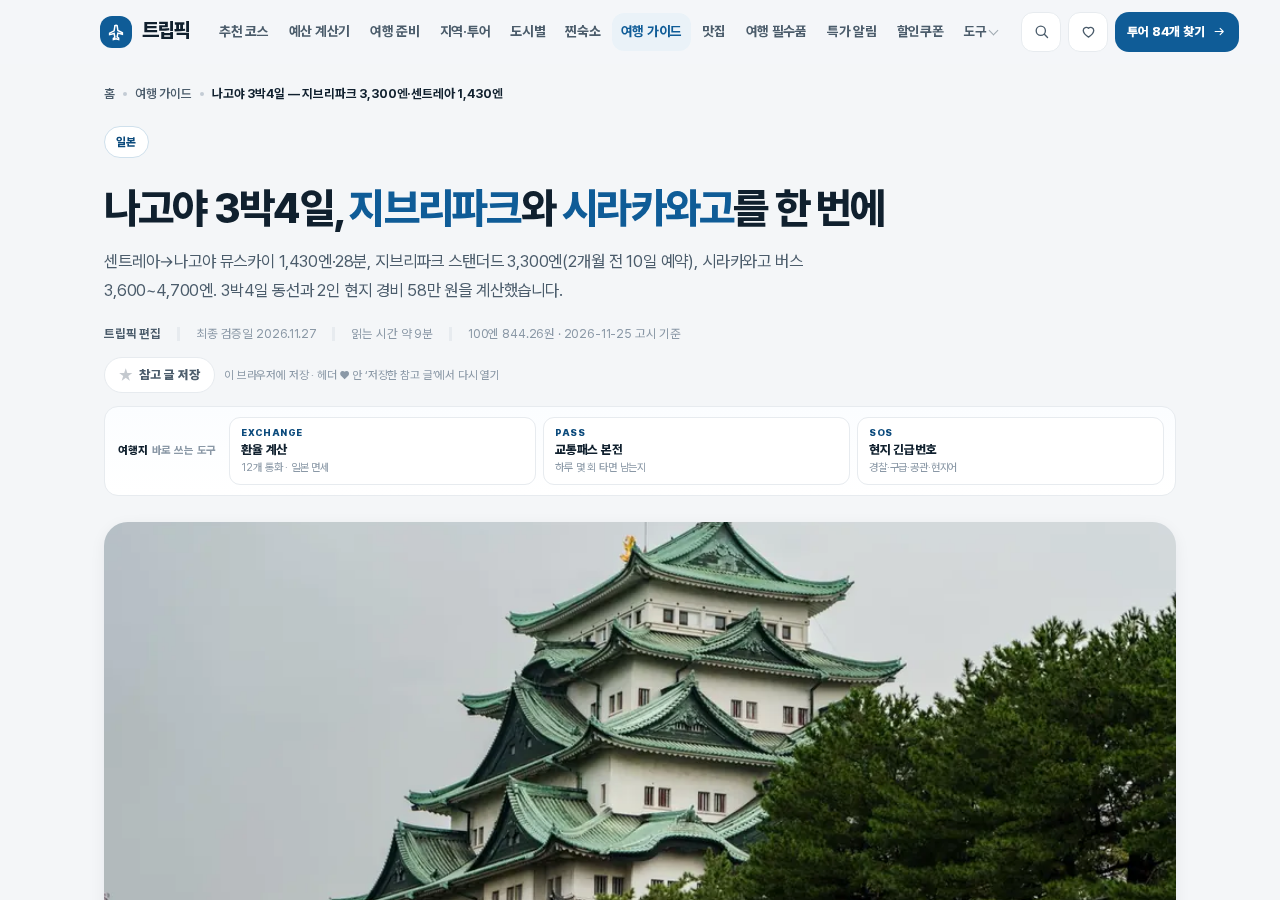 트립픽
추천 코스
예산 계산기
여행 준비
지역·투어
도시별
찐숙소
여행 가이드
맛집
여행 필수품
특가 알림
할인쿠폰
도구
투어 84개 찾기 →
홈 • 여행 가이드 • 나고야 3박4일 — 지브리파크 3,300엔·센트레아 1,430엔
일본
나고야 3박4일, 지브리파크와 시라카와고를 한 번에
센트레아→나고야 뮤스카이 1,430엔·28분, 지브리파크 스탠더드 3,300엔(2개월 전 10일 예약), 시라카와고 버스
3,600~4,700엔. 3박4일 동선과 2인 현지 경비 58만 원을 계산했습니다.
트립픽 편집 | 최종 검증일 2026.11.27 | 읽는 시간 약 9분 | 100엔 844.26원 · 2026-11-25 고시 기준
★ 참고 글 저장
이 브라우저에 저장 · 헤더 ♥ 안 '저장한 참고 글'에서 다시 열기
여행지 바로 쓰는 도구
EXCHANGE
환율 계산
12개 통화 · 일본 면세
PASS
교통패스 본전
하루 몇 회 타면 남는지
SOS
현지 긴급번호
경찰·구급·공관·현지어